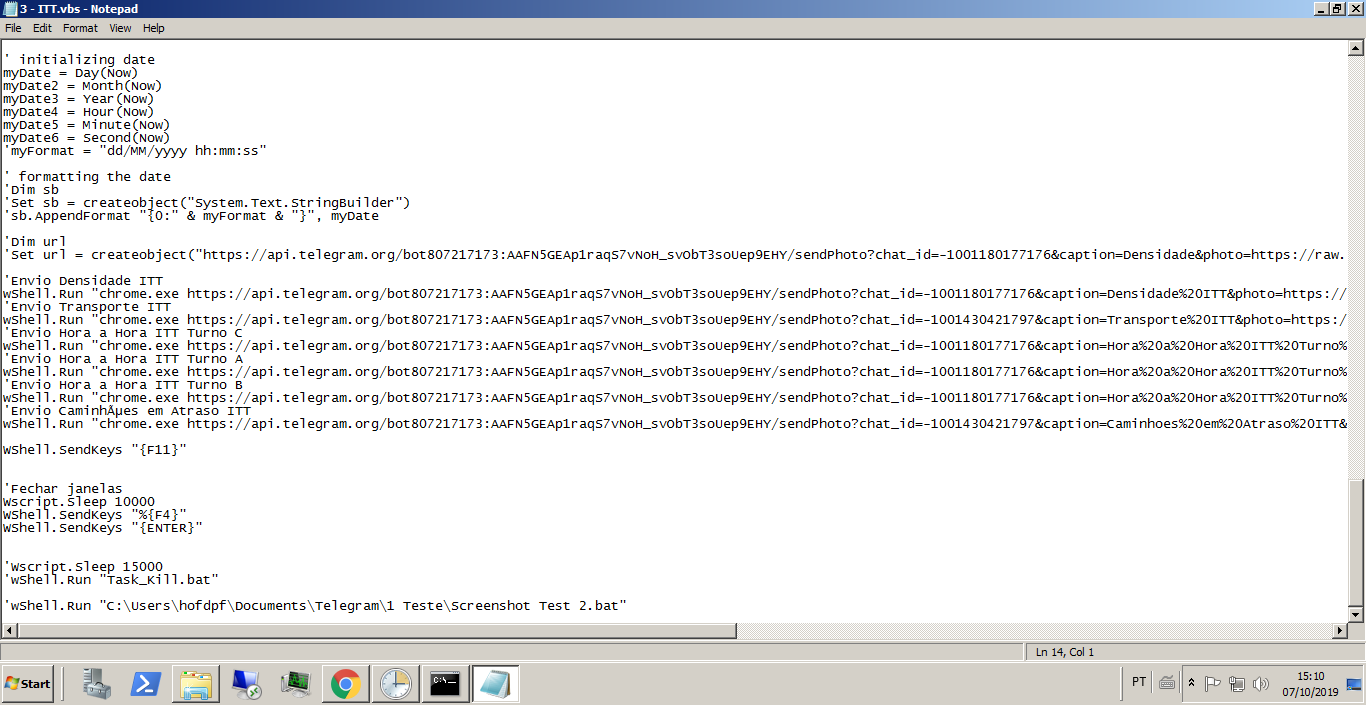 3 - ITT.vbs - Notepad
File Edit Format View Help
' initializing date
myDate = Day(Now)
myDate2 = Month(Now)
myDate3 = Year(Now)
myDate4 = Hour(Now)
myDate5 = Minute(Now)
myDate6 = Second(Now)
'myFormat = "dd/MM/yyyy hh:mm:ss"
' formatting the date
'Dim sb
'Set sb = createobject("System.Text.StringBuilder")
'sb.AppendFormat "{0:" & myFormat & "}", myDate
'Dim url
'Set url = createobject("https://api.telegram.org/bot807217173:AAFN5GEAp1raqS7vNoH_svObT3soUep9EHY/sendPhoto?chat_id=-1001180177176&caption=Densidade&photo=https://raw.
'Envio Densidade ITT
wShell.Run "chrome.exe https://api.telegram.org/bot807217173:AAFN5GEAp1raqS7vNoH_svObT3soUep9EHY/sendPhoto?chat_id=-1001180177176&caption=Densidade%20ITT&photo=https://
'Envio Transporte ITT
wShell.Run "chrome.exe https://api.telegram.org/bot807217173:AAFN5GEAp1raqS7vNoH_svObT3soUep9EHY/sendPhoto?chat_id=-1001430421797&caption=Transporte%20ITT&photo=https:/
'Envio Hora a Hora ITT Turno C
wShell.Run "chrome.exe https://api.telegram.org/bot807217173:AAFN5GEAp1raqS7vNoH_svObT3soUep9EHY/sendPhoto?chat_id=-1001180177176&caption=Hora%20a%20Hora%20ITT%20Turno%
'Envio Hora a Hora ITT Turno A
wShell.Run "chrome.exe https://api.telegram.org/bot807217173:AAFN5GEAp1raqS7vNoH_svObT3soUep9EHY/sendPhoto?chat_id=-1001180177176&caption=Hora%20a%20Hora%20ITT%20Turno%
'Envio Hora a Hora ITT Turno B
wShell.Run "chrome.exe https://api.telegram.org/bot807217173:AAFN5GEAp1raqS7vNoH_svObT3soUep9EHY/sendPhoto?chat_id=-1001180177176&caption=Hora%20a%20Hora%20ITT%20Turno%
'Envio CaminhÃµes em Atraso ITT
wShell.Run "chrome.exe https://api.telegram.org/bot807217173:AAFN5GEAp1raqS7vNoH_svObT3soUep9EHY/sendPhoto?chat_id=-1001430421797&caption=Caminhoes%20em%20Atraso%20ITT&
WShell.SendKeys "{F11}"
'Fechar janelas
Wscript.Sleep 10000
WShell.SendKeys "%{F4}"
WShell.SendKeys "{ENTER}"
'Wscript.Sleep 15000
'wShell.Run "Task_Kill.bat"
'wShell.Run "C:\Users\hofdpf\Documents\Telegram\1 Teste\Screenshot Test 2.bat"
Ln 14, Col 1
Start
C:\
PT
15:10
07/10/2019